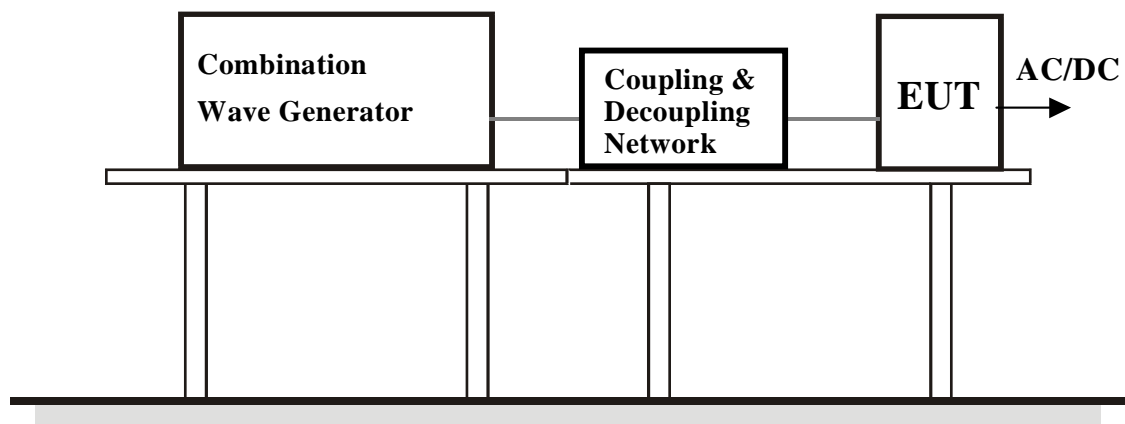 Combination
Wave Generator
Coupling &
Decoupling
Network
EUT
AC/DC